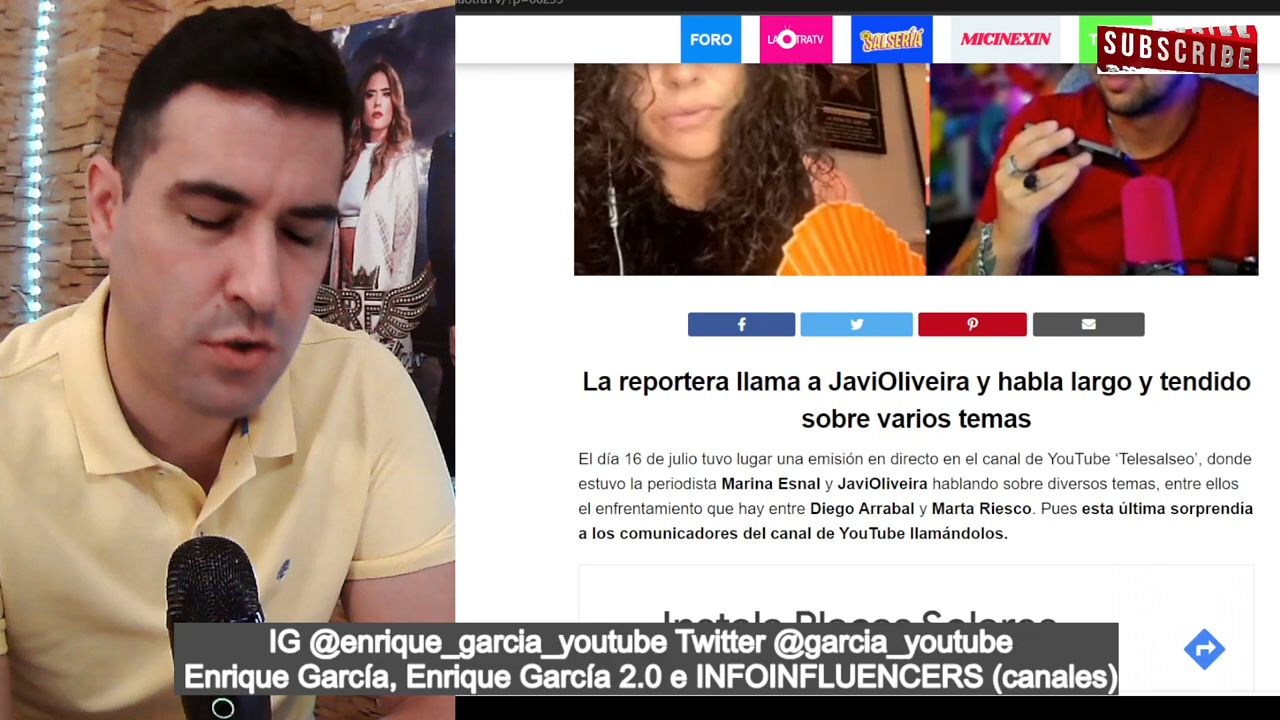 FORO
LA OTRATV
SALSERÍA
MICINEXIN
SUBSCRIBE
La reportera llama a JaviOliveira y habla largo y tendido
sobre varios temas
El día 16 de julio tuvo lugar una emisión en directo en el canal de YouTube ‘Telesalseo’, donde
estuvo la periodista Marina Esnal y JaviOliveira hablando sobre diversos temas, entre ellos
el enfrentamiento que hay entre Diego Arrabal y Marta Riesco. Pues esta última sorprendía
a los comunicadores del canal de YouTube llamándolos.
IG @enrique_garcia_youtube Twitter @garcia_youtube
Enrique García, Enrique García 2.0 e INFOINFLUENCERS (canales)